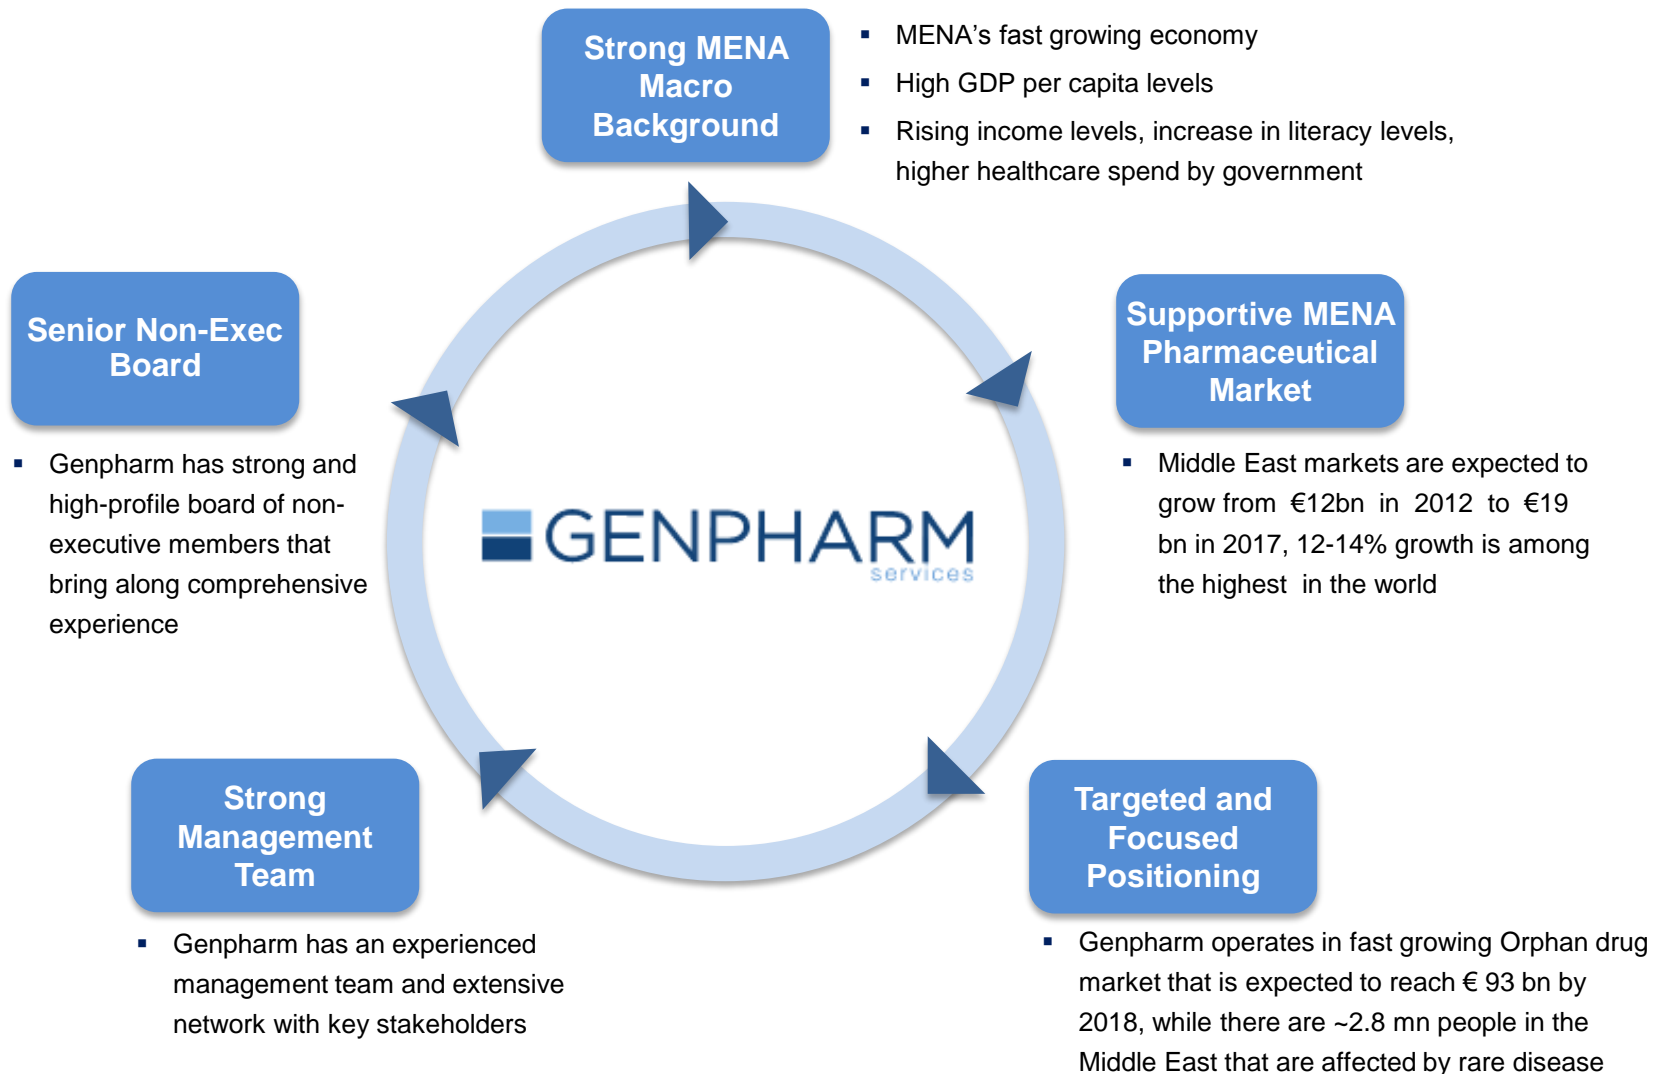 Strong MENA
Macro
Background
▪ MENA's fast growing economy
▪ High GDP per capita levels
▪ Rising income levels, increase in literacy levels,
higher healthcare spend by government
Supportive MENA
Pharmaceutical
Market
▪ Middle East markets are expected to
grow from €12bn in 2012 to €19
bn in 2017, 12-14% growth is among
the highest in the world
Targeted and
Focused
Positioning
▪ Genpharm operates in fast growing Orphan drug
market that is expected to reach € 93 bn by
2018, while there are ~2.8 mn people in the
Middle East that are affected by rare disease
Strong
Management
Team
▪ Genpharm has an experienced
management team and extensive
network with key stakeholders
Senior Non-Exec
Board
▪ Genpharm has strong and
high-profile board of non-
executive members that
bring along comprehensive
experience
GENPHARM
services